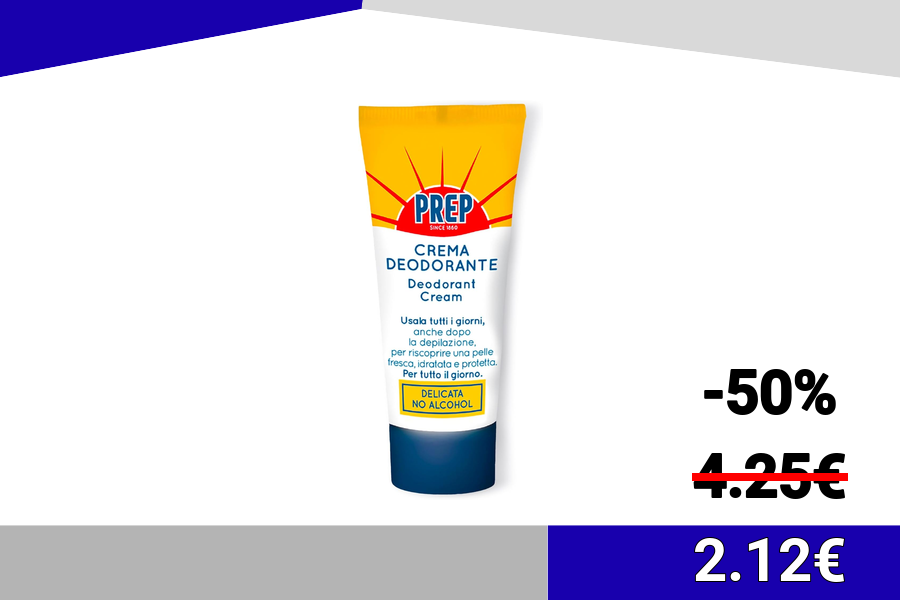 PREP
SINCE 1860
CREMA
DEODORANTE
Deodorant
Cream
Usala tutti i giorni,
anche dopo
la depilazione,
per riscoprire una pelle
fresca, idratata e protetta.
Per tutto il giorno.
DELICATA
NO ALCOHOL
-50%
4.25€
2.12€